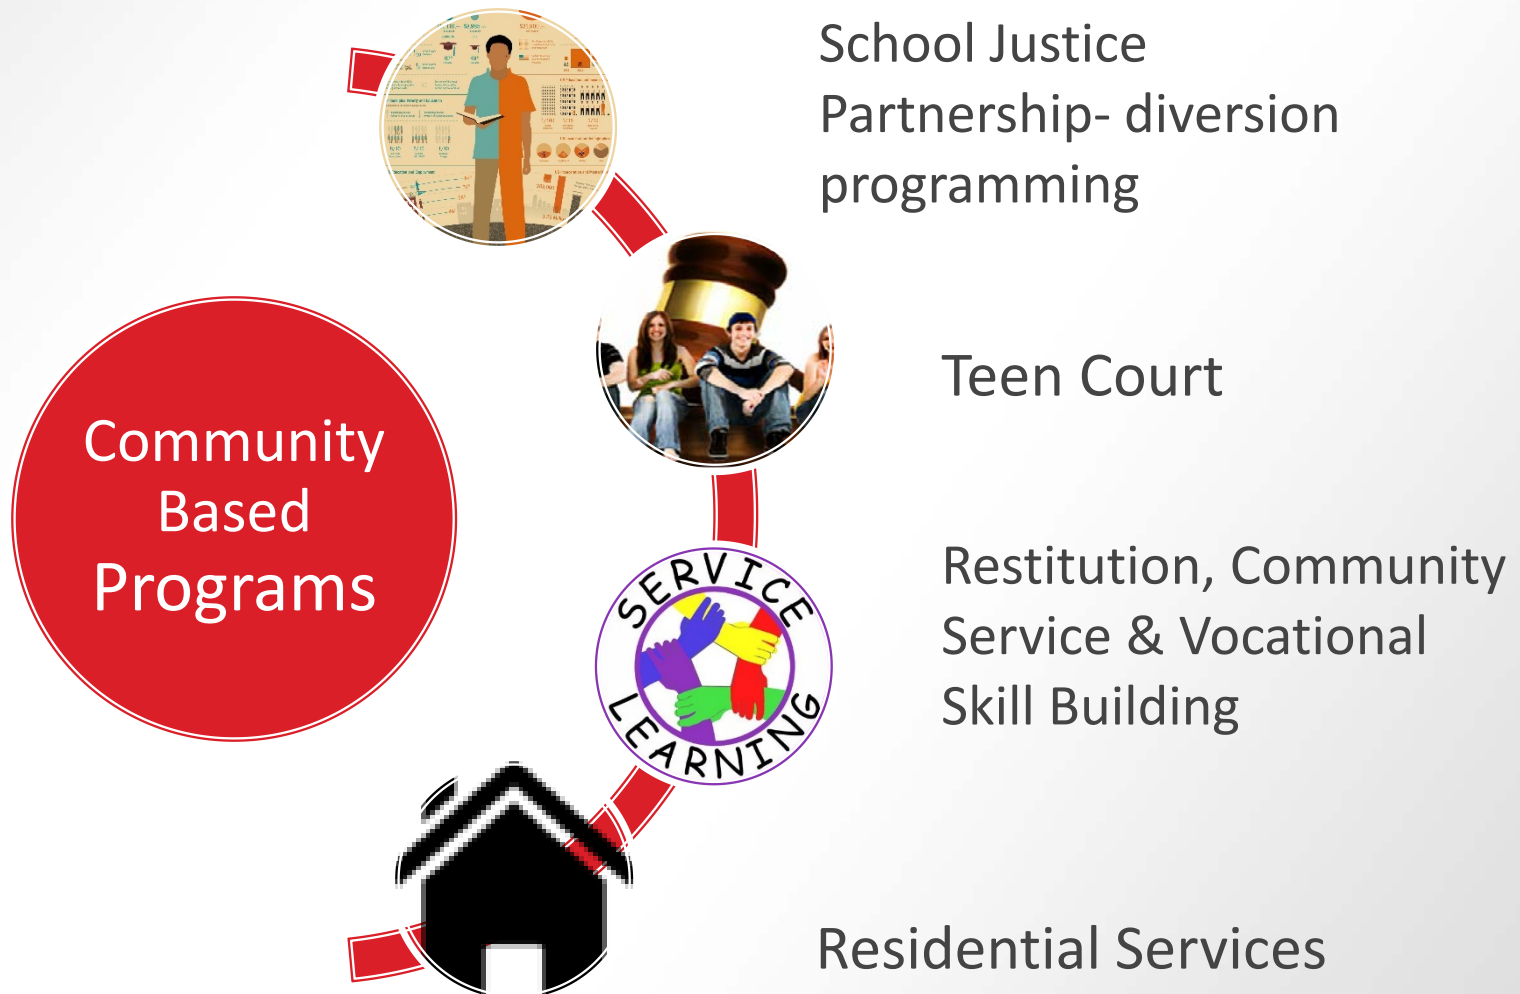 Community
Based
Programs
School Justice
Partnership- diversion
programming
Teen Court
SERVICE
LEARNING
Restitution, Community
Service & Vocational
Skill Building
Residential Services